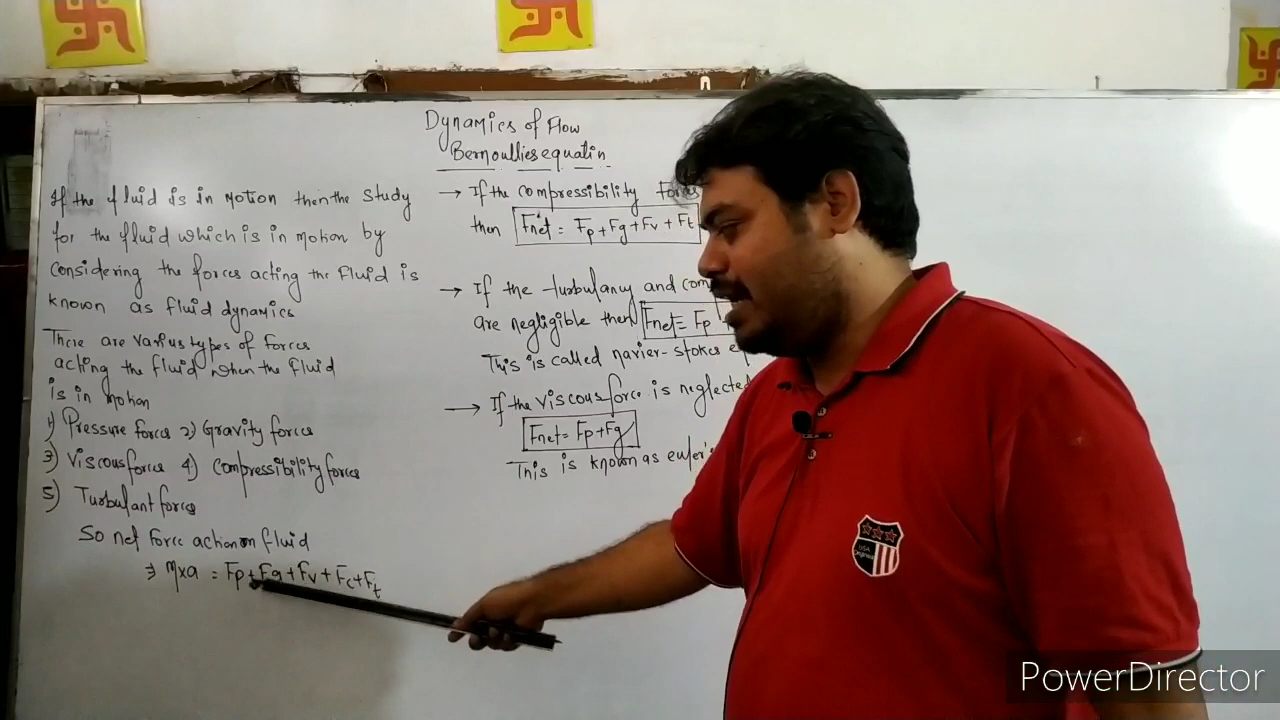 Dynamics of Flow
Bernoullies equatin
If the fluid is in Motion then the study
for the fluid which is in Motion by
considering the forces acting the fluid is
known as fluid dynamics
There are various types of forces
acting the fluid when the fluid
is in Motion
1) Pressure forces 2) Gravity forces
3) Viscous force 4) compressibility forces
5) Turbulant forces
So net force action on fluid
⇒ Mxa = Fp+Fg+Fv+Fc+Ft
→ If the compressibility forces
then Fnet = Fp+Fg+Fv+Ft
→ If the turbulancy and com
are negligible then Fnet = Fp
This is called navier-stokes
→ If the viscous force is neglected
Fnet = Fp+Fg
This is known as euler's
USA
PowerDirector